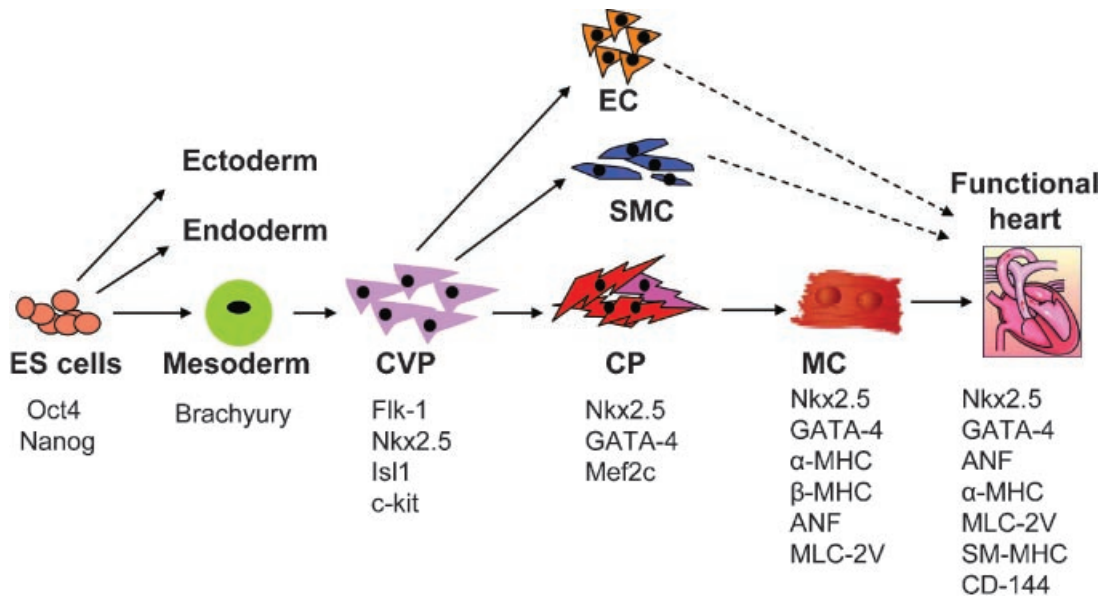 EC
Ectoderm
SMC
Functional
heart
Endoderm
ES cells
Oct4
Nanog
Mesoderm
Brachyury
CVP
Flk-1
Nkx2.5
Isl1
c-kit
CP
Nkx2.5
GATA-4
Mef2c
MC
Nkx2.5
GATA-4
α-MHC
β-MHC
ANF
MLC-2V
Nkx2.5
GATA-4
ANF
α-MHC
MLC-2V
SM-MHC
CD-144